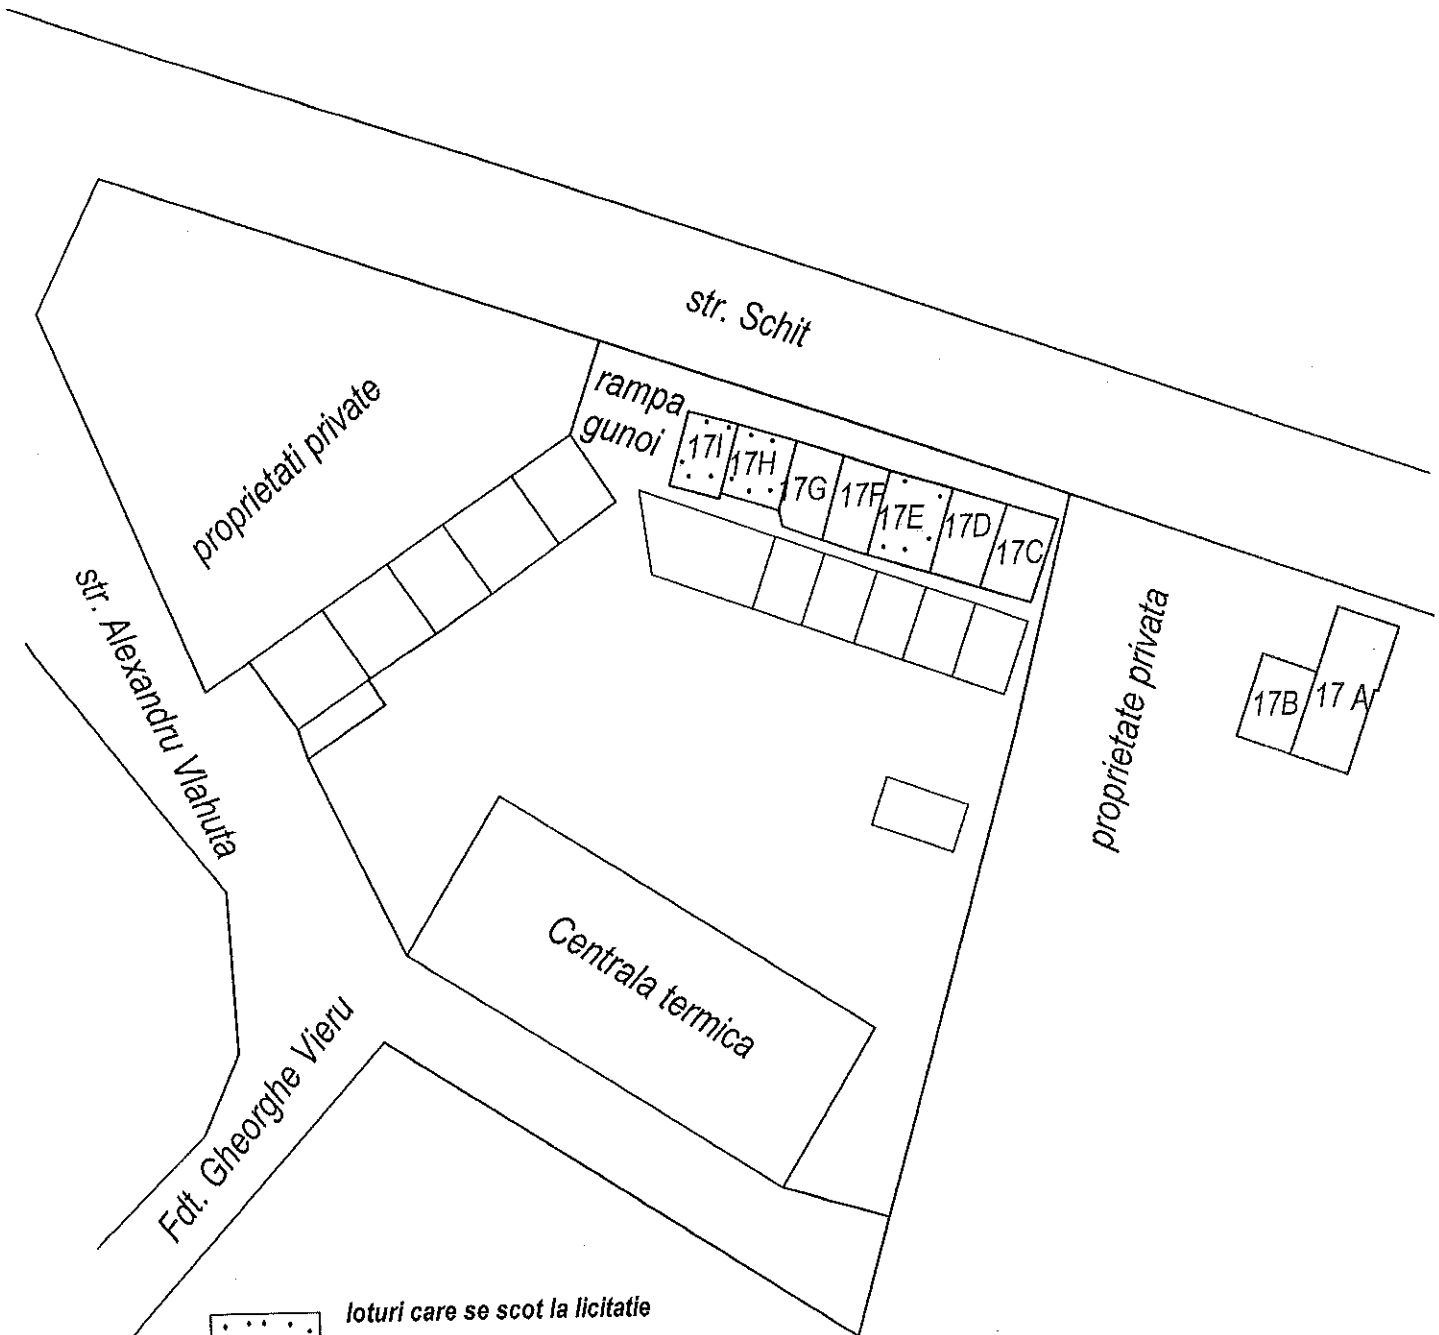 str. Schit
rampa
gunoi
17I
17H
17G
17F
17E
17D
17C
proprietati private
str. Alexandru Vlahuta
proprietate privata
17B
17 A
Centrala termica
Fdt. Gheorghe Vieru
loturi care se scot la licitatie